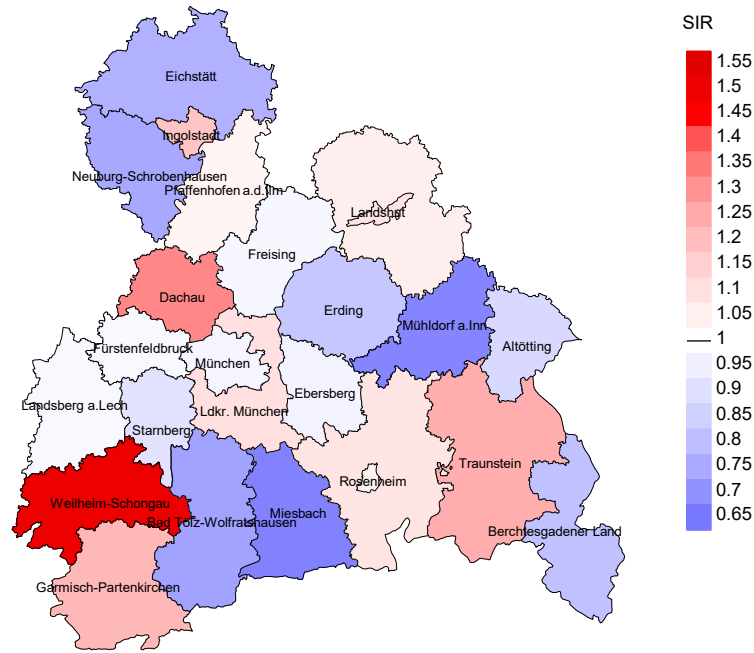 SIR
1.55
1.5
1.45
1.4
1.35
1.3
1.25
1.2
1.15
1.1
1.05
1
0.95
0.9
0.85
0.8
0.75
0.7
0.65
Eichstätt
Ingolstadt
Neuburg-Schrobenhausen
Pfaffenhofen a.d.Ilm
Freising
Dachau
Erding
Mühldorf a.Inn
Altötting
Fürstenfeldbruck
München
Ebersberg
Landsberg a.Lech
Ldkr. München
Starnberg
Traunstein
Rosenheim
Weilheim-Schongau
Miesbach
Bad Tölz-Wolfratshausen
Berchtesgadener Land
Garmisch-Partenkirchen